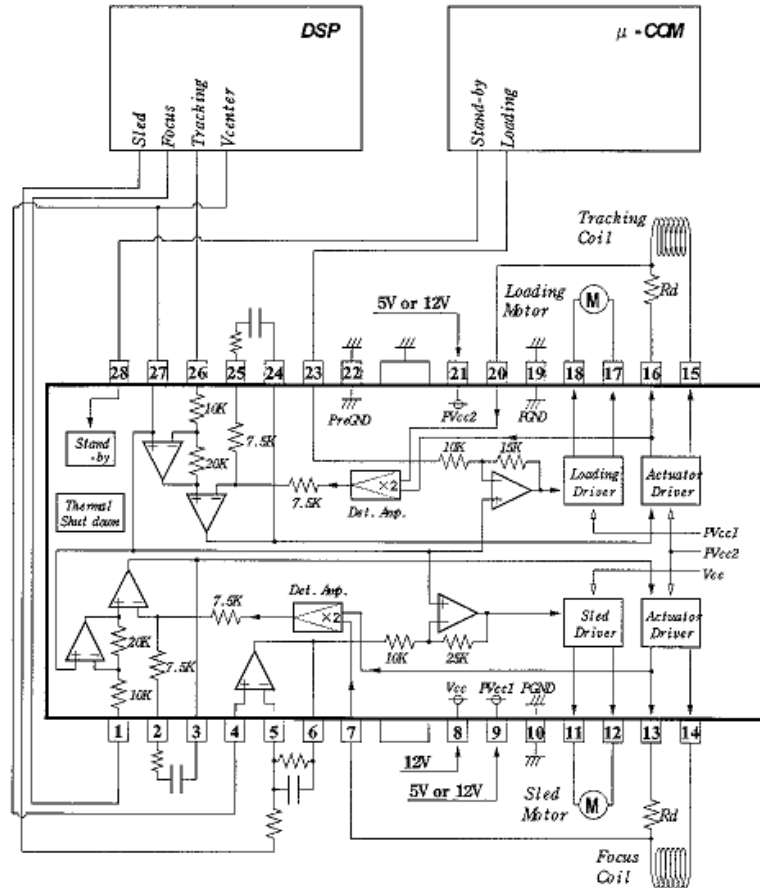 DSP
μ-COM
Sled
Focus
Tracking
Vcenter
Stand-by
Loading
Tracking
Coil
5V or 12V
Loading
Motor
M
Rd
28
27
26
25
24
23
22
21
20
19
18
17
16
15
10K
PreGND
PVcc2
PGND
Stand
-by
20K
7.5K
10K
15K
×2
7.5K
Det. Amp.
Loading
Driver
Actuator
Driver
Thermal
Shut down
PVcc1
PVcc2
Vcc
Det. Amp.
7.5K
×2
20K
7.5K
10K
25K
Sled
Driver
Actuator
Driver
10K
Vcc
PVcc1
PGND
1
2
3
4
5
6
7
8
9
10
11
12
13
14
12V
5V or 12V
Sled
Motor
M
Rd
Focus
Coil